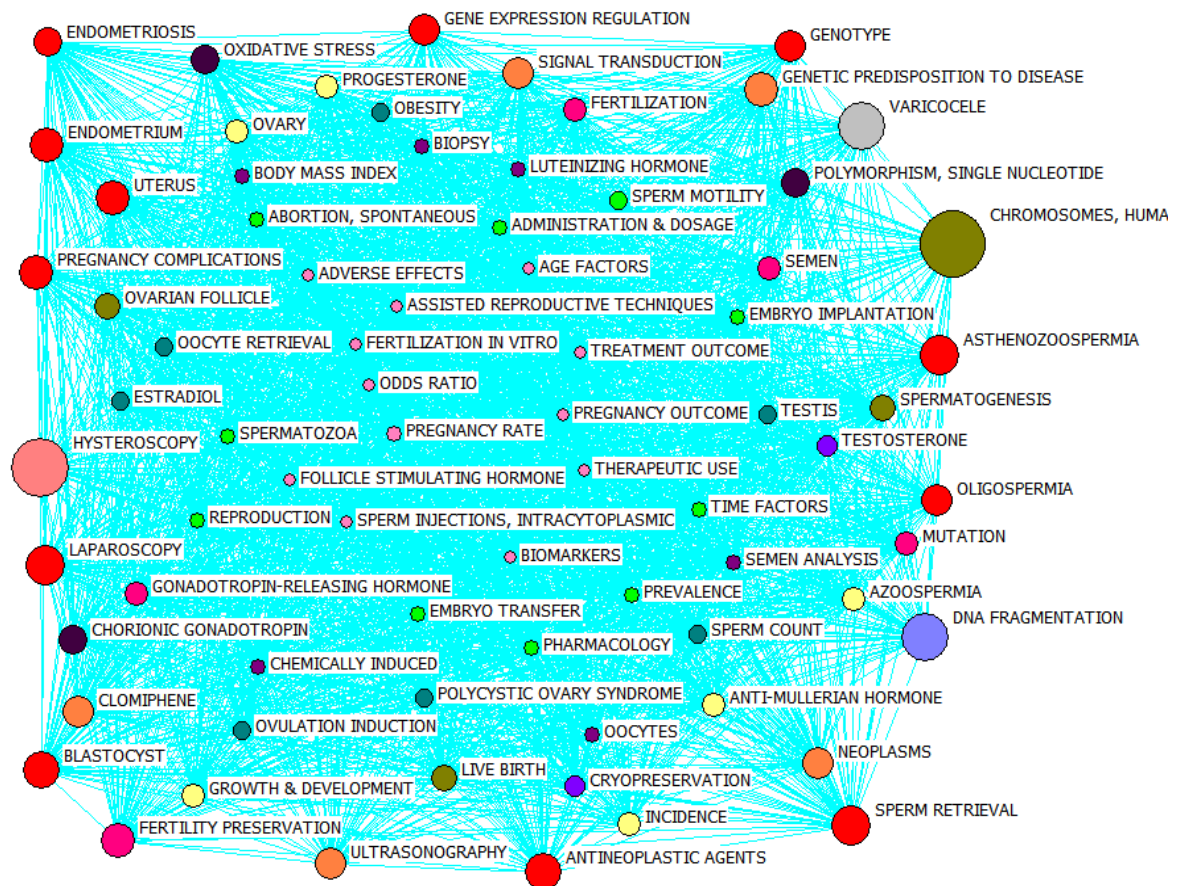 GENE EXPRESSION REGULATION
ENDOMETRIOSIS
GENOTYPE
OXIDATIVE STRESS
SIGNAL TRANSDUCTION
PROGESTERONE
GENETIC PREDISPOSITION TO DISEASE
OBESITY
FERTILIZATION
VARICOCELE
OVARY
ENDOMETRIUM
BIOPSY
LUTEINIZING HORMONE
BODY MASS INDEX
POLYMORPHISM, SINGLE NUCLEOTIDE
UTERUS
SPERM MOTILITY
ABORTION, SPONTANEOUS
ADMINISTRATION & DOSAGE
CHROMOSOMES, HUMA
PREGNANCY COMPLICATIONS
ADVERSE EFFECTS
AGE FACTORS
SEMEN
OVARIAN FOLLICLE
ASSISTED REPRODUCTIVE TECHNIQUES
EMBRYO IMPLANTATION
OOCYTE RETRIEVAL
FERTILIZATION IN VITRO
TREATMENT OUTCOME
ASTHENOZOOSPERMIA
ODDS RATIO
ESTRADIOL
PREGNANCY OUTCOME
TESTIS
SPERMATOGENESIS
HYSTEROSCOPY
SPERMATOZOA
PREGNANCY RATE
TESTOSTERONE
FOLLICLE STIMULATING HORMONE
THERAPEUTIC USE
OLIGOSPERMIA
REPRODUCTION
SPERM INJECTIONS, INTRACYTOPLASMIC
TIME FACTORS
MUTATION
LAPAROSCOPY
BIOMARKERS
SEMEN ANALYSIS
GONADOTROPIN-RELEASING HORMONE
PREVALENCE
AZOOSPERMIA
EMBRYO TRANSFER
DNA FRAGMENTATION
CHORIONIC GONADOTROPIN
PHARMACOLOGY
SPERM COUNT
CHEMICALLY INDUCED
CLOMIPHENE
POLYCYSTIC OVARY SYNDROME
ANTI-MULLERIAN HORMONE
OVULATION INDUCTION
OOCYTES
BLASTOCYST
LIVE BIRTH
CRYOPRESERVATION
NEOPLASMS
GROWTH & DEVELOPMENT
INCIDENCE
SPERM RETRIEVAL
FERTILITY PRESERVATION
ULTRASONOGRAPHY
ANTINEOPLASTIC AGENTS